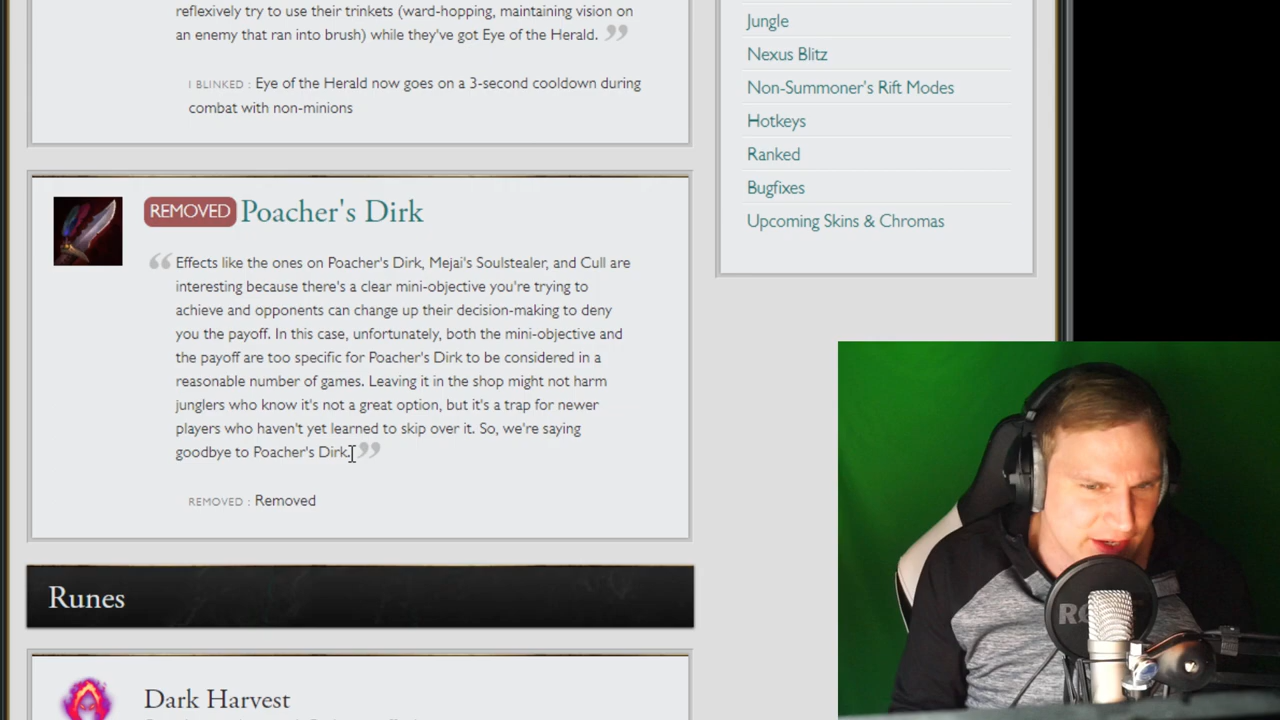 reflexively try to use their trinkets (ward-hopping, maintaining vision on
an enemy that ran into brush) while they've got Eye of the Herald. ”
I BLINKED : Eye of the Herald now goes on a 3-second cooldown during
combat with non-minions
REMOVED Poacher's Dirk
“ Effects like the ones on Poacher's Dirk, Mejai's Soulstealer, and Cull are
interesting because there's a clear mini-objective you're trying to
achieve and opponents can change up their decision-making to deny
you the payoff. In this case, unfortunately, both the mini-objective and
the payoff are too specific for Poacher's Dirk to be considered in a
reasonable number of games. Leaving it in the shop might not harm
junglers who know it's not a great option, but it's a trap for newer
players who haven't yet learned to skip over it. So, we're saying
goodbye to Poacher's Dirk. ”
REMOVED : Removed
Runes
Dark Harvest
Jungle
Nexus Blitz
Non-Summoner's Rift Modes
Hotkeys
Ranked
Bugfixes
Upcoming Skins & Chromas